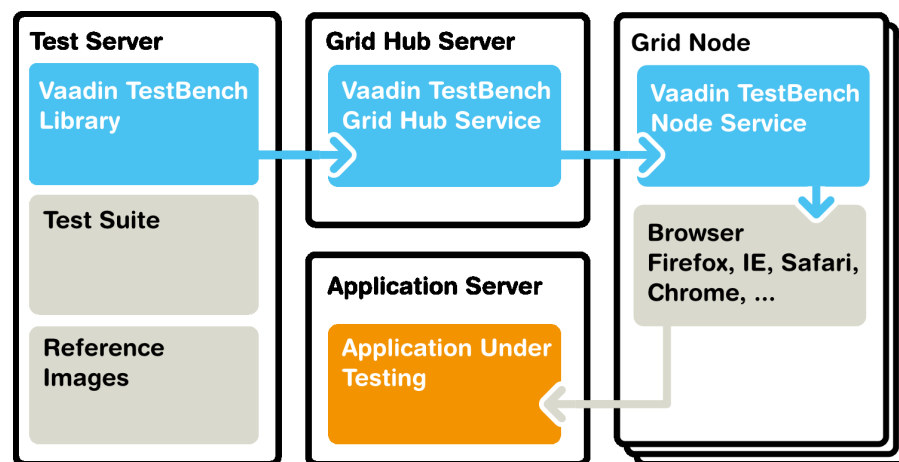 Test Server
Vaadin TestBench
Library
Test Suite
Reference
Images
Grid Hub Server
Vaadin TestBench
Grid Hub Service
Application Server
Application Under
Testing
Grid Node
Vaadin TestBench
Node Service
Browser
Firefox, IE, Safari,
Chrome, ...